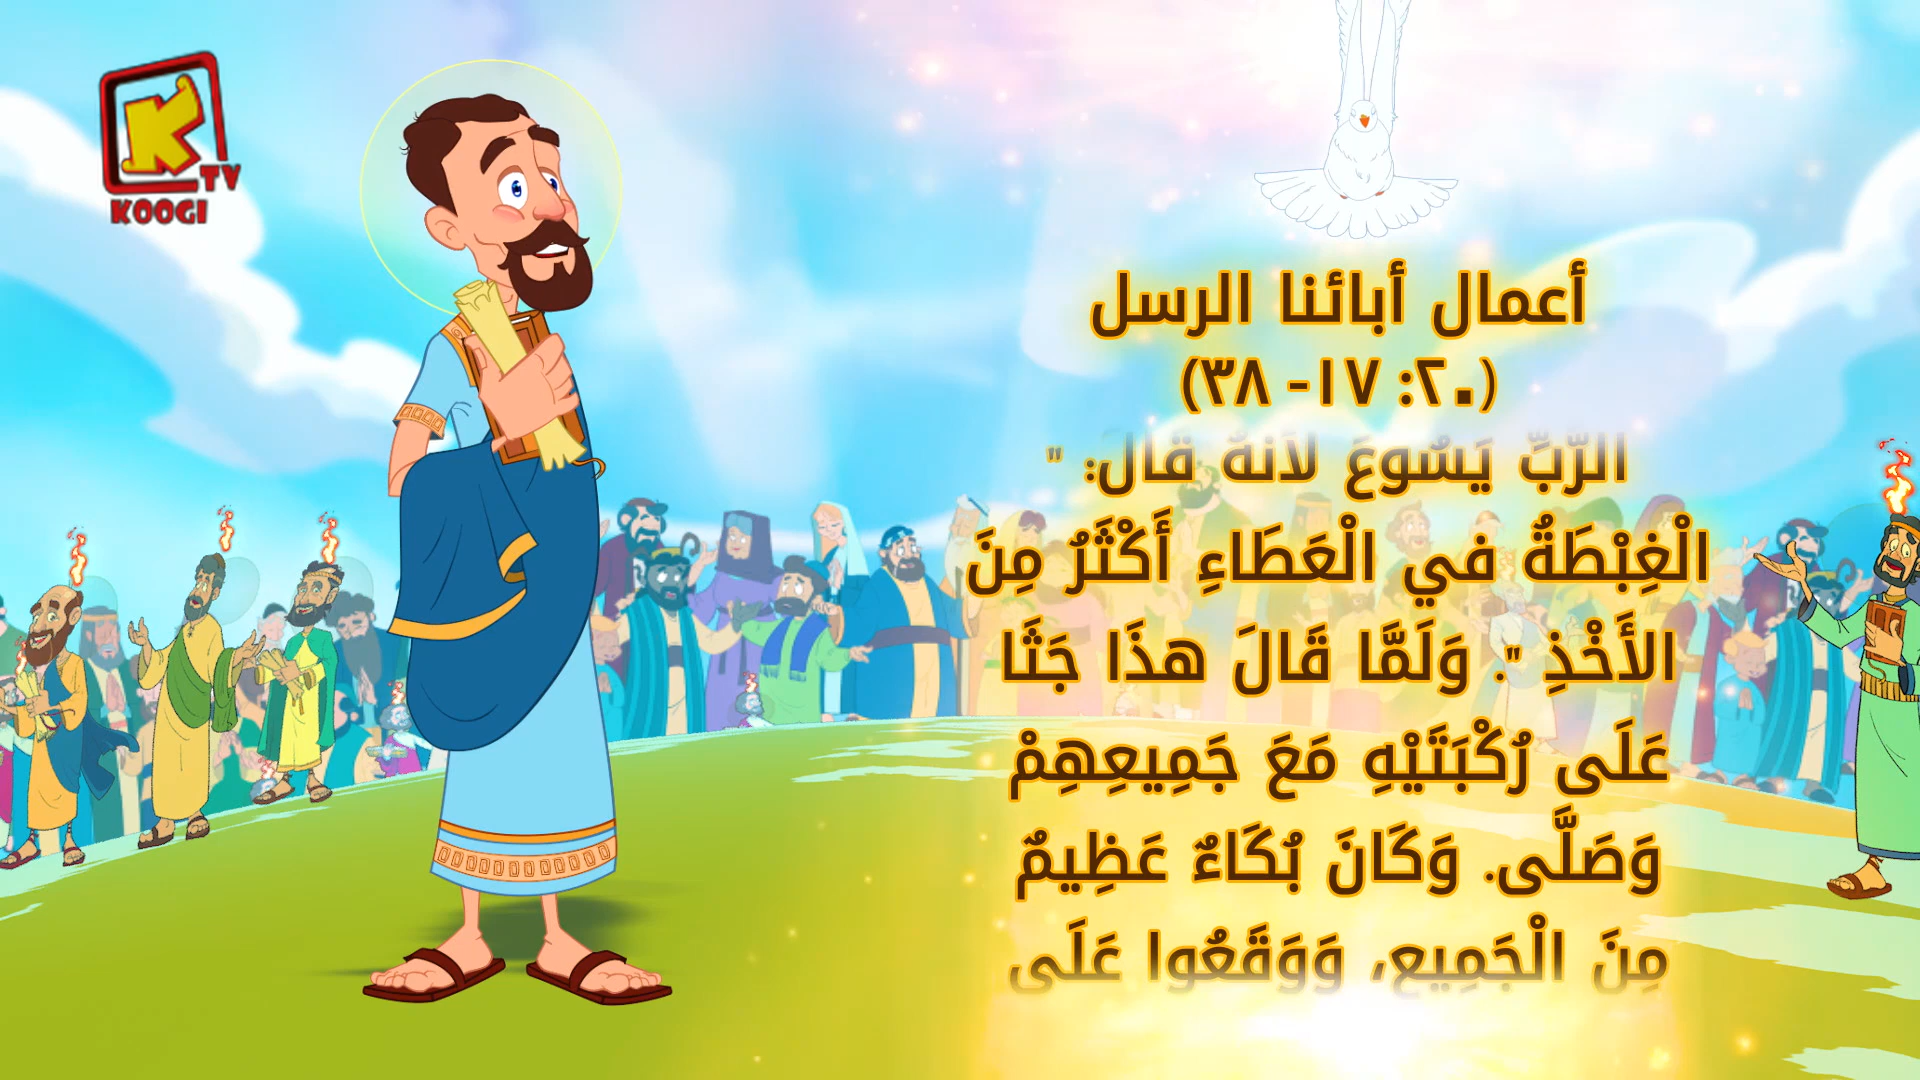 K
TV
KOOGI
أعمال أبائنا الرسل
(٢٠: ١٧- ٣٨)
الرَّبِّ يَسُوعَ لأَنَّهُ قَالَ: "
الْغِبْطَةُ في الْعَطَاءِ أَكْثَرُ مِنَ
الأَخْذِ ". وَلَمَّا قَالَ هذَا جَثَا
عَلَى رُكْبَتَيْهِ مَعَ جَمِيعِهِمْ
وَصَلَّى. وَكَانَ بُكَاءٌ عَظِيمٌ
مِنَ الْجَمِيعِ، وَوَقَعُوا عَلَى